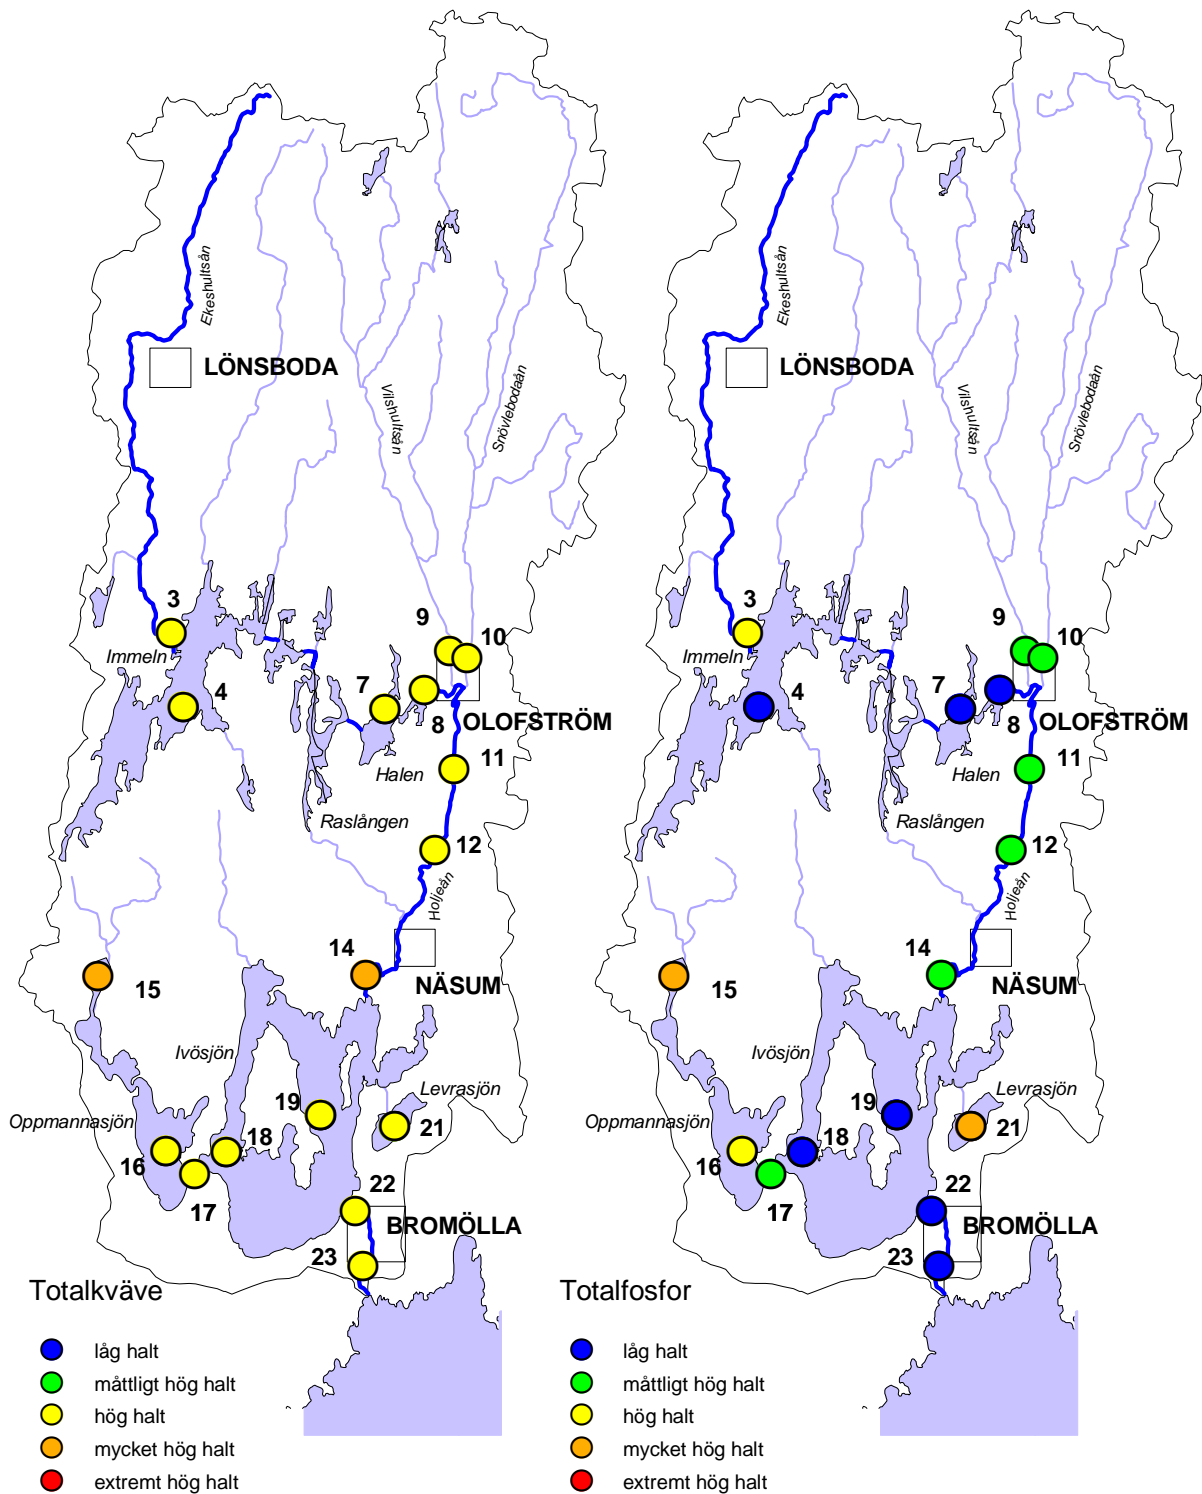 Ekeshultsån
LÖNSBODA
Vilshultsån
Snövlebodaån
3
9
10
Immeln
4
7
8
OLOFSTRÖM
11
Halen
Raslången
12
Holjeån
14
15
NÄSUM
Ivösjön
Levrasjön
19
Oppmannasjön
21
18
16
17
22
BROMÖLLA
23
Totalkväve
låg halt
måttligt hög halt
hög halt
mycket hög halt
extremt hög halt
Ekeshultsån
LÖNSBODA
Vilshultsån
Snövlebodaån
3
9
10
Immeln
4
7
8
OLOFSTRÖM
11
Halen
Raslången
12
Holjeån
14
15
NÄSUM
Ivösjön
Levrasjön
19
Oppmannasjön
21
18
16
17
22
BROMÖLLA
23
Totalfosfor
låg halt
måttligt hög halt
hög halt
mycket hög halt
extremt hög halt